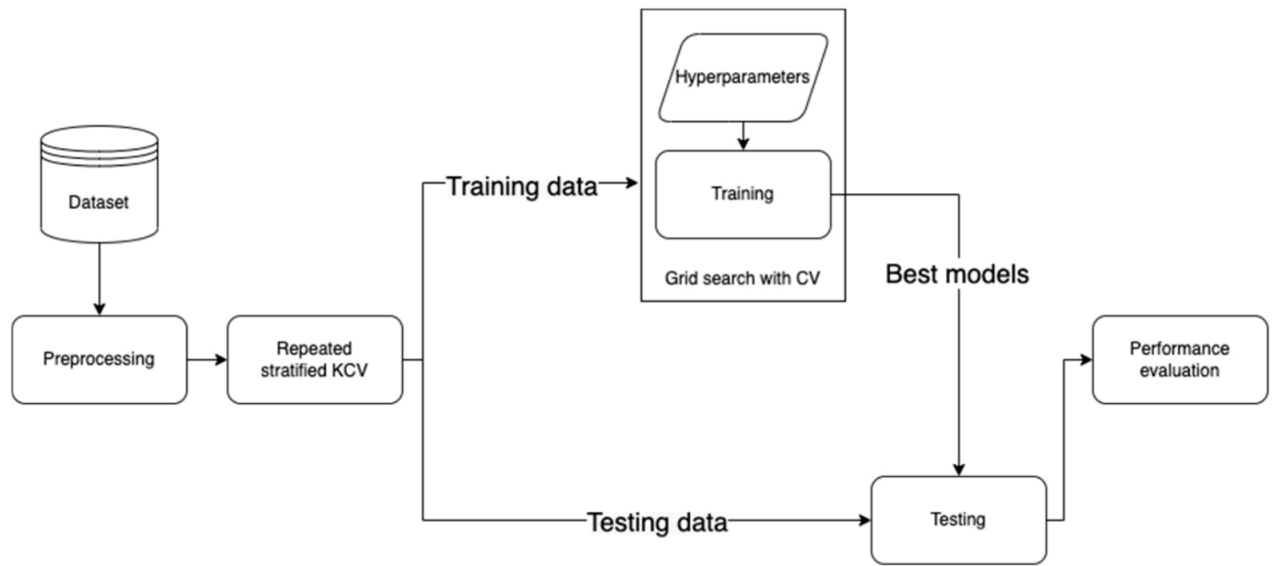 Hyperparameters
Training
Grid search with CV
Training data
Dataset
Best models
Preprocessing
Repeated
stratified KCV
Performance
evaluation
Testing data
Testing